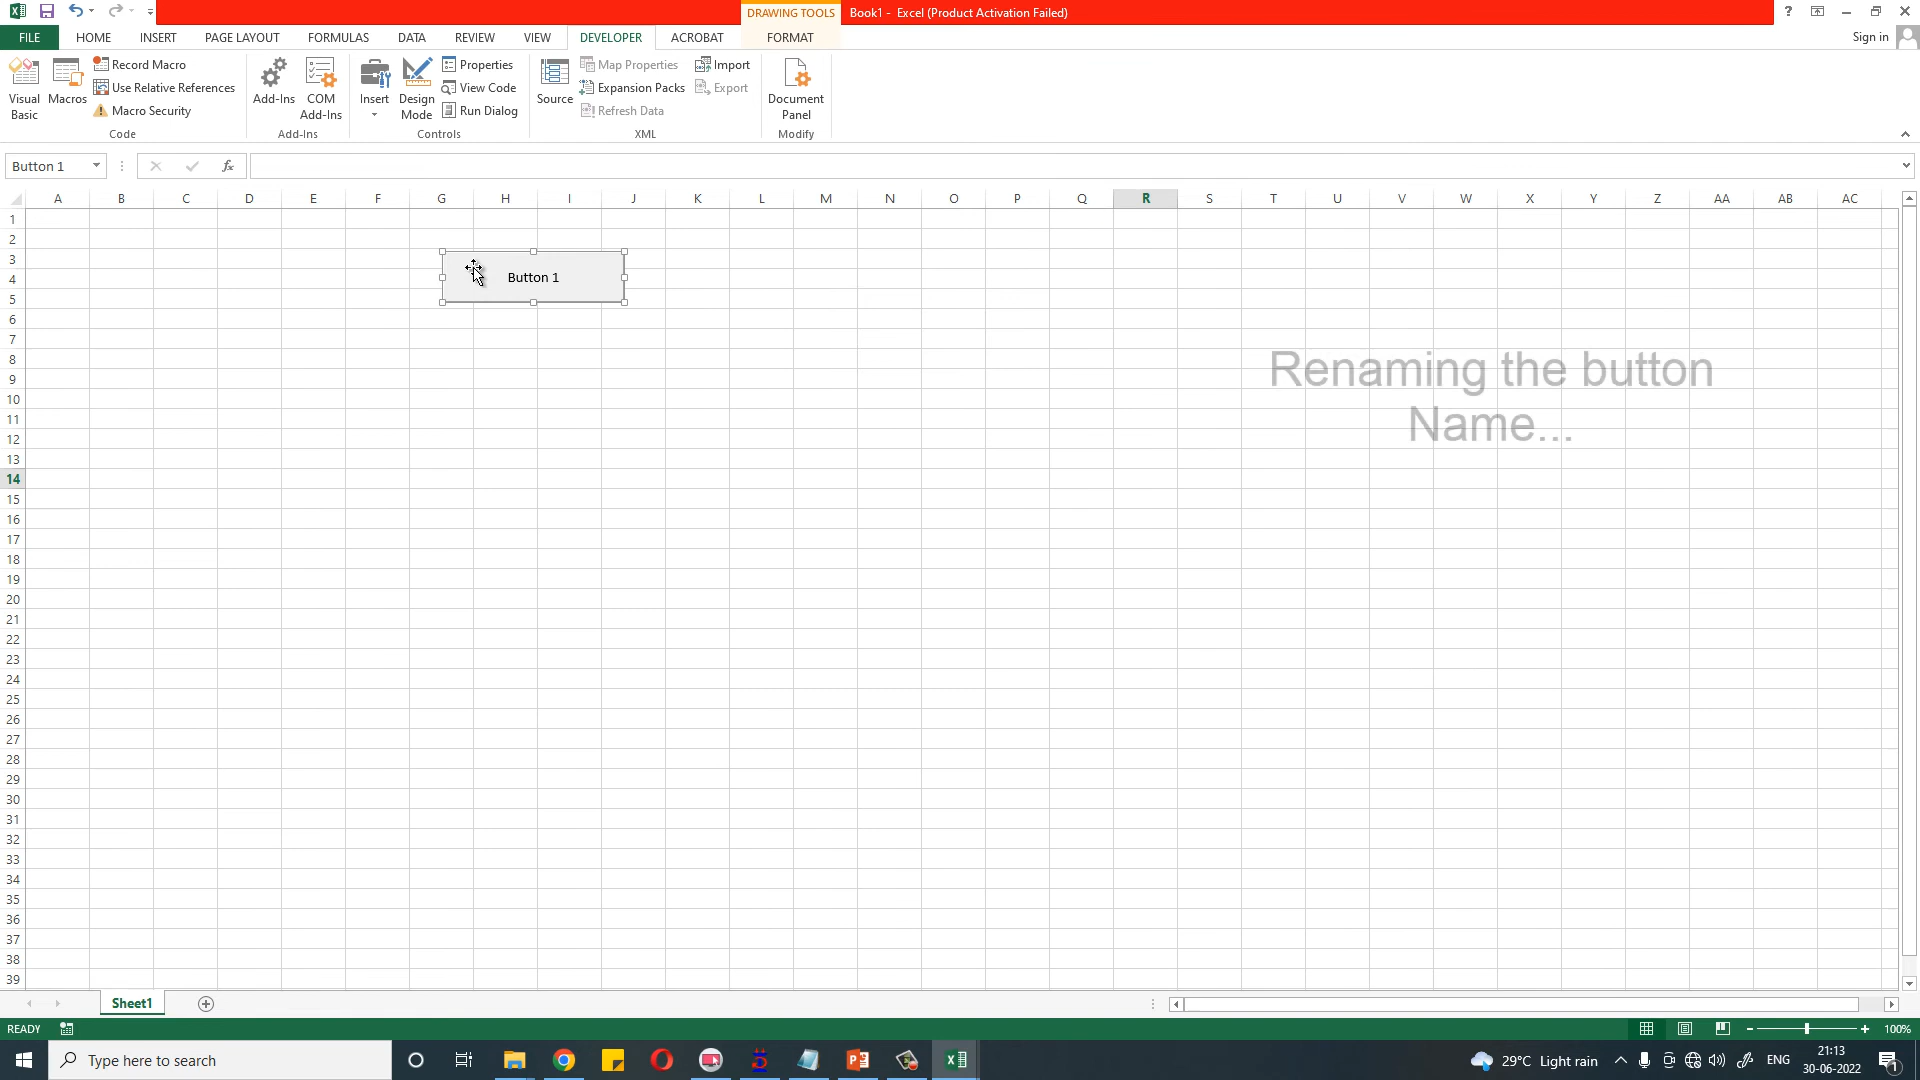 DRAWING TOOLS Book1 - Excel (Product Activation Failed) ?
FILE HOME INSERT PAGE LAYOUT FORMULAS DATA REVIEW VIEW DEVELOPER ACROBAT FORMAT Sign in
Visual Basic
Macros
Record Macro
Use Relative References
Macro Security
Code
Add-Ins
COM Add-Ins
Add-Ins
Insert
Design Mode
Properties
View Code
Run Dialog
Controls
Source
Map Properties
Expansion Packs
Refresh Data
Import
Export
XML
Document Panel
Modify
Button 1 fx
A B C D E F G H I J K L M N O P Q R S T U V W X Y Z AA AB AC
1
2
3
4
Button 1
5
6
7
8
Renaming the button
9
10
11
Name...
12
13
14
15
16
17
18
19
20
21
22
23
24
25
26
27
28
29
30
31
32
33
34
35
36
37
38
39
Sheet1
READY 100%
Type here to search 29°C Light rain ENG 21:13
30-06-2022 1